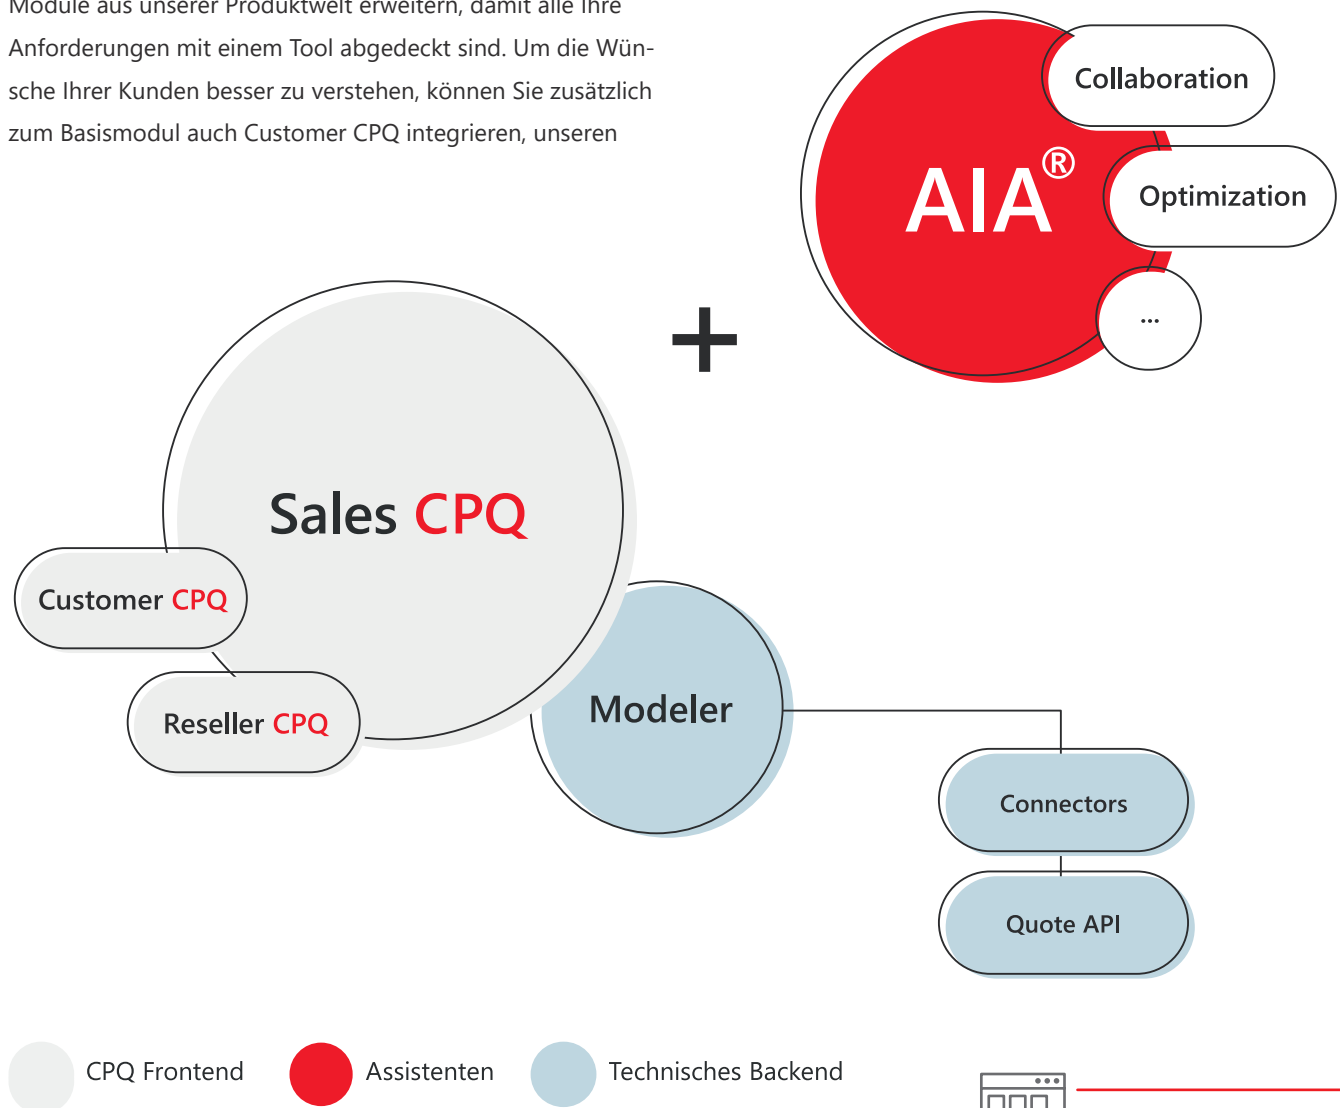 Module aus unserer Produktwelt erweitern, damit alle Ihre
Anforderungen mit einem Tool abgedeckt sind. Um die Wün-
sche Ihrer Kunden besser zu verstehen, können Sie zusätzlich
zum Basismodul auch Customer CPQ integrieren, unseren
Collaboration
AIA®
Optimization
...
Sales CPQ
Customer CPQ
Reseller CPQ
Modeler
Connectors
Quote API
CPQ Frontend
Assistenten
Technisches Backend